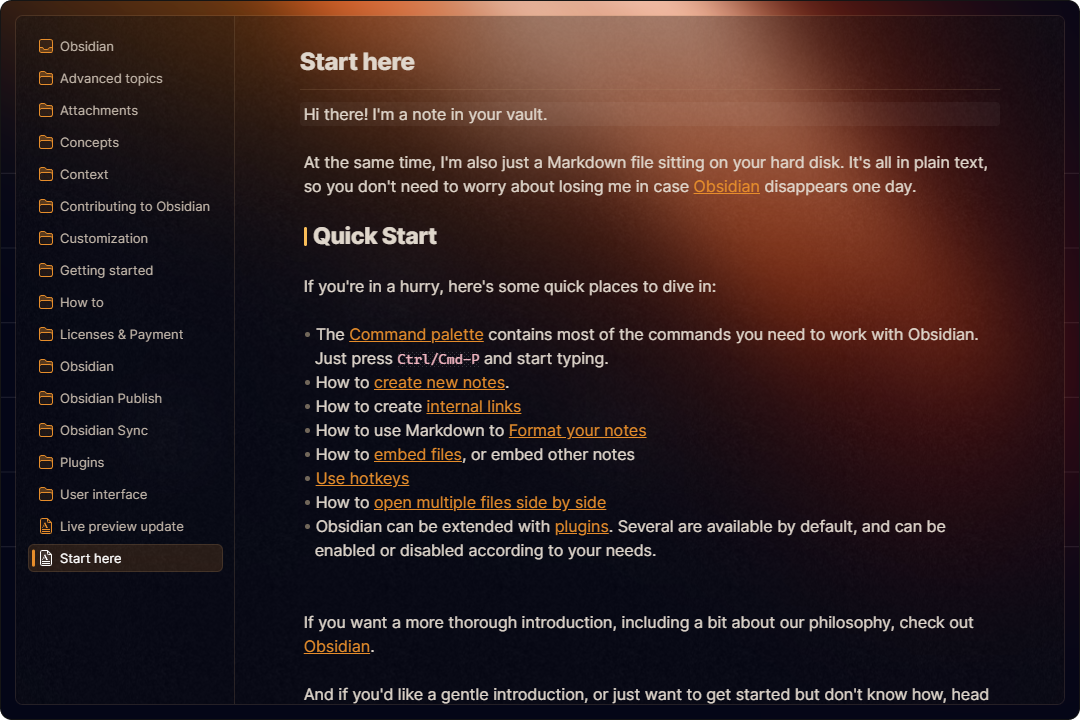 Obsidian
Advanced topics
Attachments
Concepts
Context
Contributing to Obsidian
Customization
Getting started
How to
Licenses & Payment
Obsidian
Obsidian Publish
Obsidian Sync
Plugins
User interface
Live preview update
Start here
Start here
Hi there! I'm a note in your vault.
At the same time, I'm also just a Markdown file sitting on your hard disk. It's all in plain text,
so you don't need to worry about losing me in case Obsidian disappears one day.
Quick Start
If you're in a hurry, here's some quick places to dive in:
• The Command palette contains most of the commands you need to work with Obsidian.
Just press Ctrl/Cmd-P and start typing.
• How to create new notes.
• How to create internal links
• How to use Markdown to Format your notes
• How to embed files, or embed other notes
• Use hotkeys
• How to open multiple files side by side
• Obsidian can be extended with plugins. Several are available by default, and can be
enabled or disabled according to your needs.
If you want a more thorough introduction, including a bit about our philosophy, check out
Obsidian.
And if you'd like a gentle introduction, or just want to get started but don't know how, head